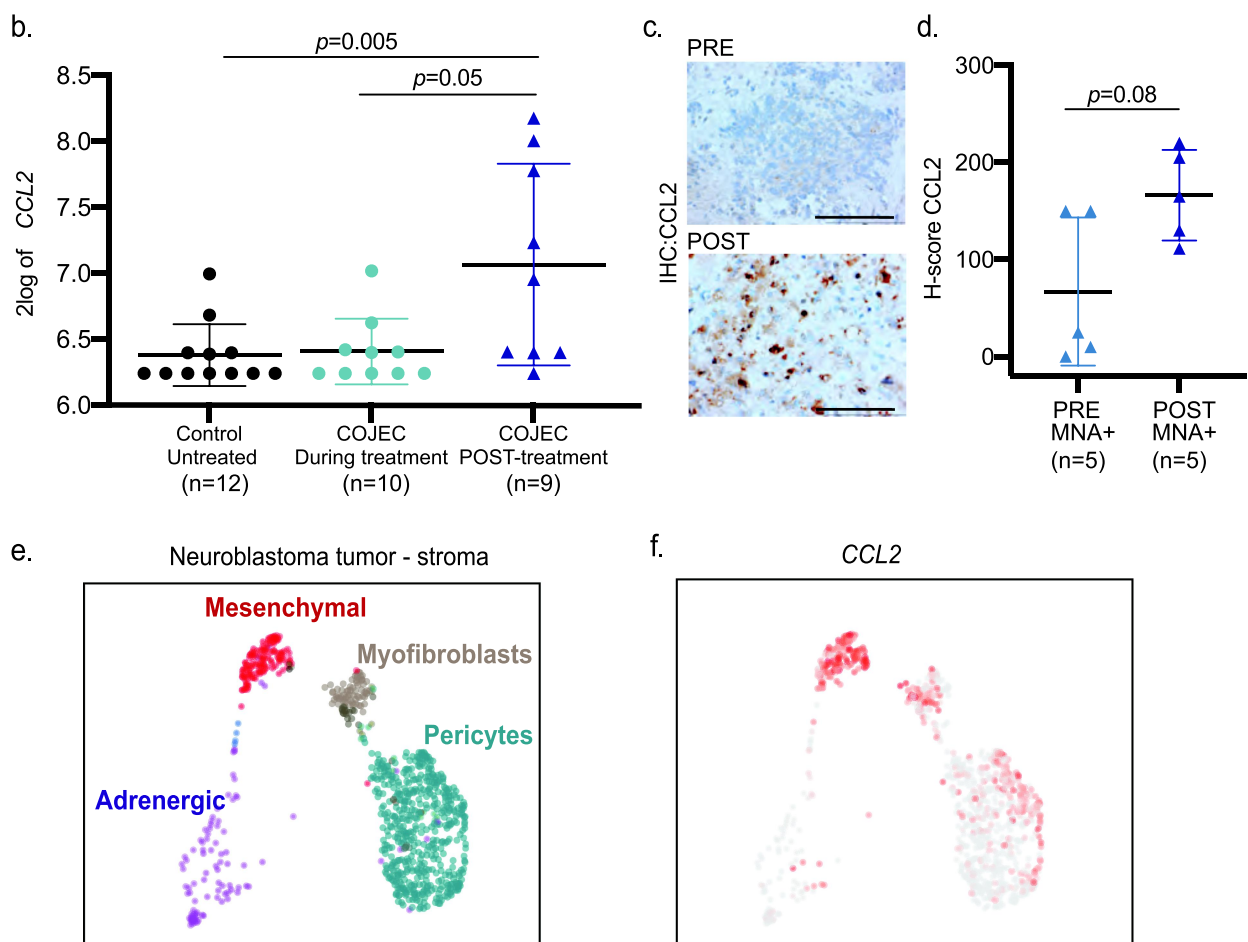 b.
p=0.005
p=0.05
2log of CCL2
8.5
8.0
7.5
7.0
6.5
6.0
Control
Untreated
(n=12)
COJEC
During treatment
(n=10)
COJEC
POST-treatment
(n=9)
c.
PRE
POST
IHC:CCL2
d.
p=0.08
H-score CCL2
300
200
100
0
PRE
MNA+
(n=5)
POST
MNA+
(n=5)
e.
Neuroblastoma tumor - stroma
Mesenchymal
Myofibroblasts
Pericytes
Adrenergic
f.
CCL2